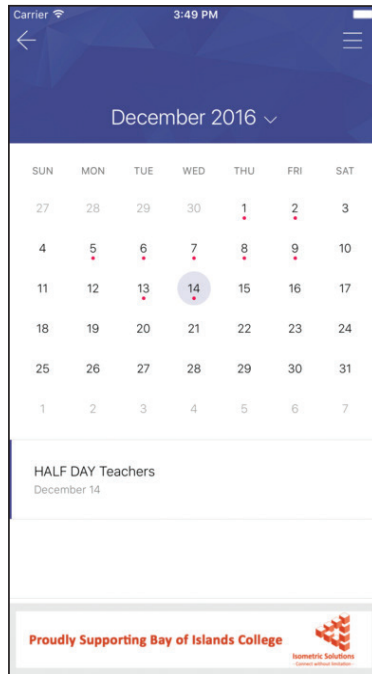 Carrier 3:49 PM
December 2016
SUN MON TUE WED THU FRI SAT
27 28 29 30 1 2 3
4 5 6 7 8 9 10
11 12 13 14 15 16 17
18 19 20 21 22 23 24
25 26 27 28 29 30 31
1 2 3 4 5 6 7
HALF DAY Teachers
December 14
Proudly Supporting Bay of Islands College
Isometric Solutions
- Connect without limitation -